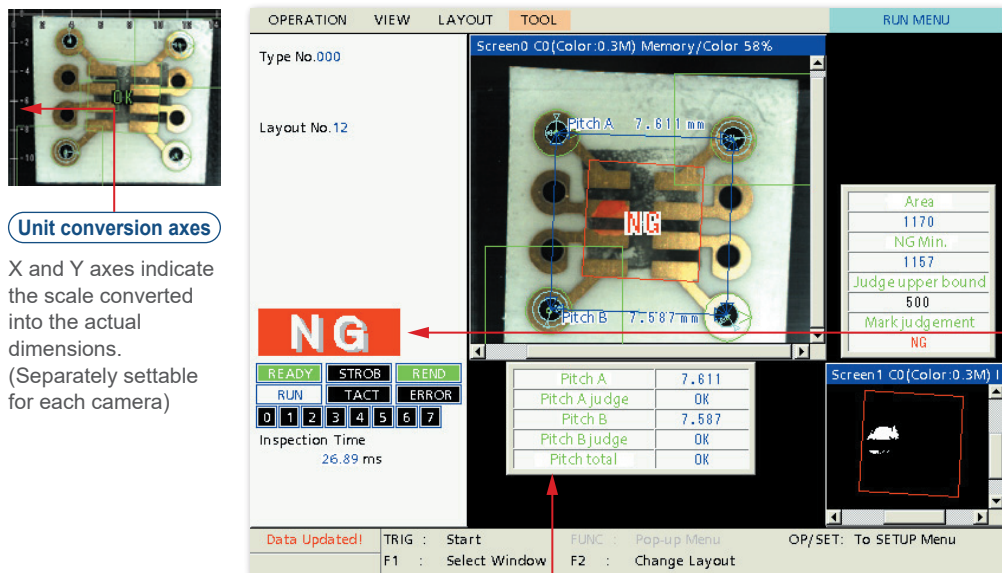 OK
Unit conversion axes
X and Y axes indicate
the scale converted
into the actual
dimensions.
(Separately settable
for each camera)
OPERATION VIEW LAYOUT TOOL RUN MENU
Type No.000
Layout No.12
Screen0 C0(Color:0.3M) Memory/Color 58%
Pitch A 7.611 mm
NG
Pitch B 7.587 mm
Area
1170
NG Min.
1157
Judge upper bound
500
Mark judgement
NG
NG
READY STROB REND
RUN TACT ERROR
0 1 2 3 4 5 6 7
Inspection Time
26.89 ms
Pitch A 7.611
Pitch A judge OK
Pitch B 7.587
Pitch B judge OK
Pitch total OK
Screen1 C0(Color:0.3M)
Data Updated! TRIG : Start FUNC : Pop-up Menu OP/SET: To SETUP Menu
F1 : Select Window F2 : Change Layout